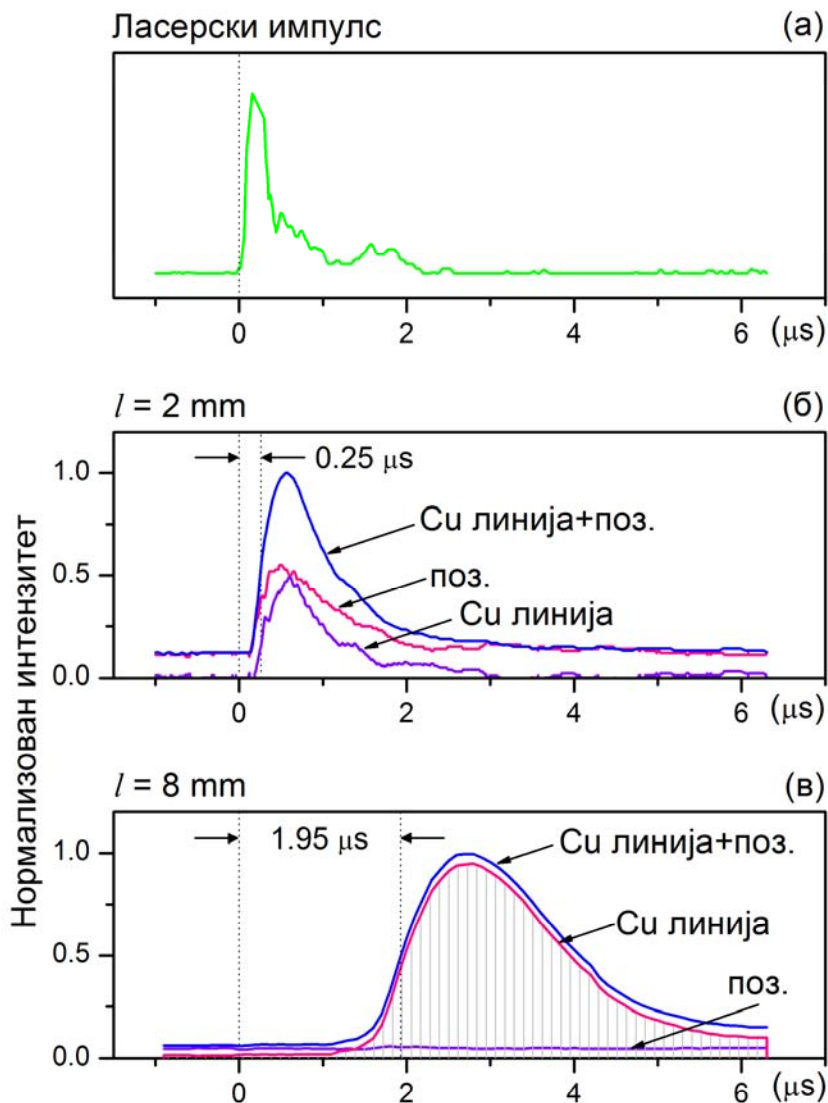 Ласерски импулс (а)
0 2 4 6 (μs)
l = 2 mm (б)
0.25 μs
1.0
Cu линија+поз.
поз.
0.5
Cu линија
0.0
0 2 4 6 (μs)
Нормализован интензитет
l = 8 mm (в)
1.95 μs
1.0
Cu линија+поз.
Cu линија
0.5
поз.
0.0
0 2 4 6 (μs)